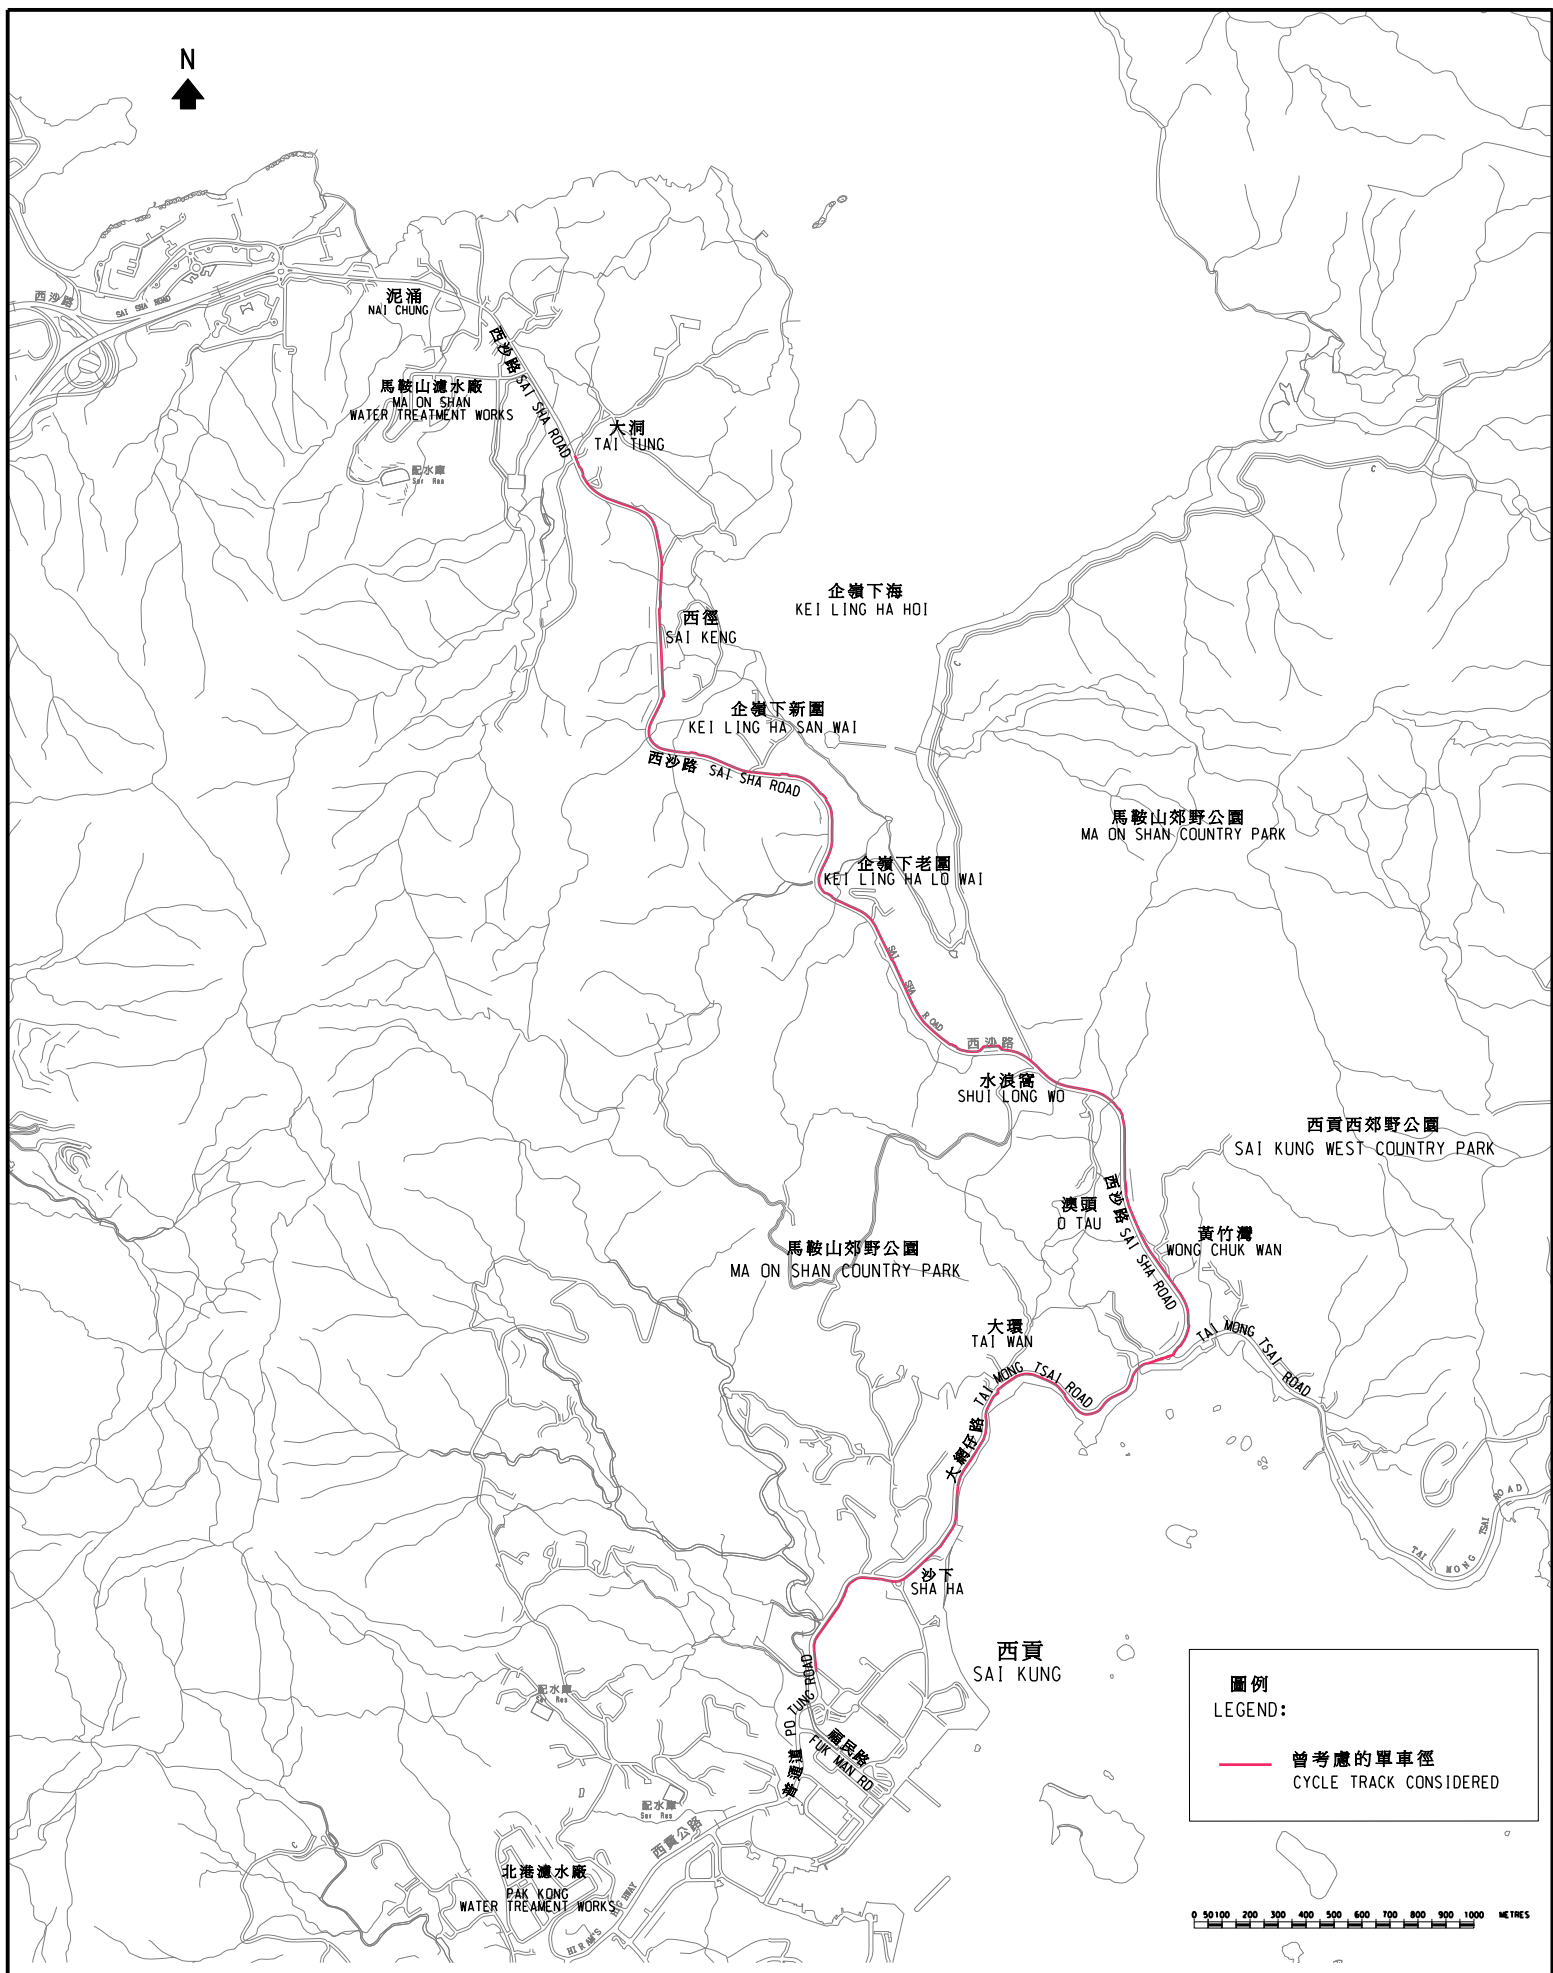 N
西沙路
SAI SHA ROAD
泥涌
NAI CHUNG
西沙路 SAI SHA ROAD
馬鞍山濾水廠
MA ON SHAN
WATER TREATMENT WORKS
配水庫
Ser Res
大洞
TAI TUNG
C
企嶺下海
KEI LING HA HOI
西徑
SAI KENG
C
企嶺下新圍
KEI LING HA SAN WAI
西沙路 SAI SHA ROAD
馬鞍山郊野公園
MA ON SHAN COUNTRY PARK
企嶺下老圍
KEI LING HA LO WAI
SAI SHA ROAD
西沙路
水浪窩
SHUI LONG WO
西貢西郊野公園
SAI KUNG WEST COUNTRY PARK
西沙路 SAI SHA ROAD
澳頭
O TAU
黃竹灣
WONG CHUK WAN
馬鞍山郊野公園
MA ON SHAN COUNTRY PARK
大環
TAI WAN
TAI MONG TSAI ROAD
大網仔路 TAI MONG TSAI ROAD
TAI MONG TSAI ROAD
沙下
SHA HA
西貢
SAI KUNG
配水庫
Ser Res
普通道 PO TUNG ROAD
福民路
FUK MAN RD
配水庫
Ser Res
西貢公路
HIRAM'S HIGHWAY
C
北港濾水廠
PAK KONG
WATER TREAMENT WORKS
圖例
LEGEND:
曾考慮的單車徑
CYCLE TRACK CONSIDERED
0 50 100 200 300 400 500 600 700 800 900 1000 METRES